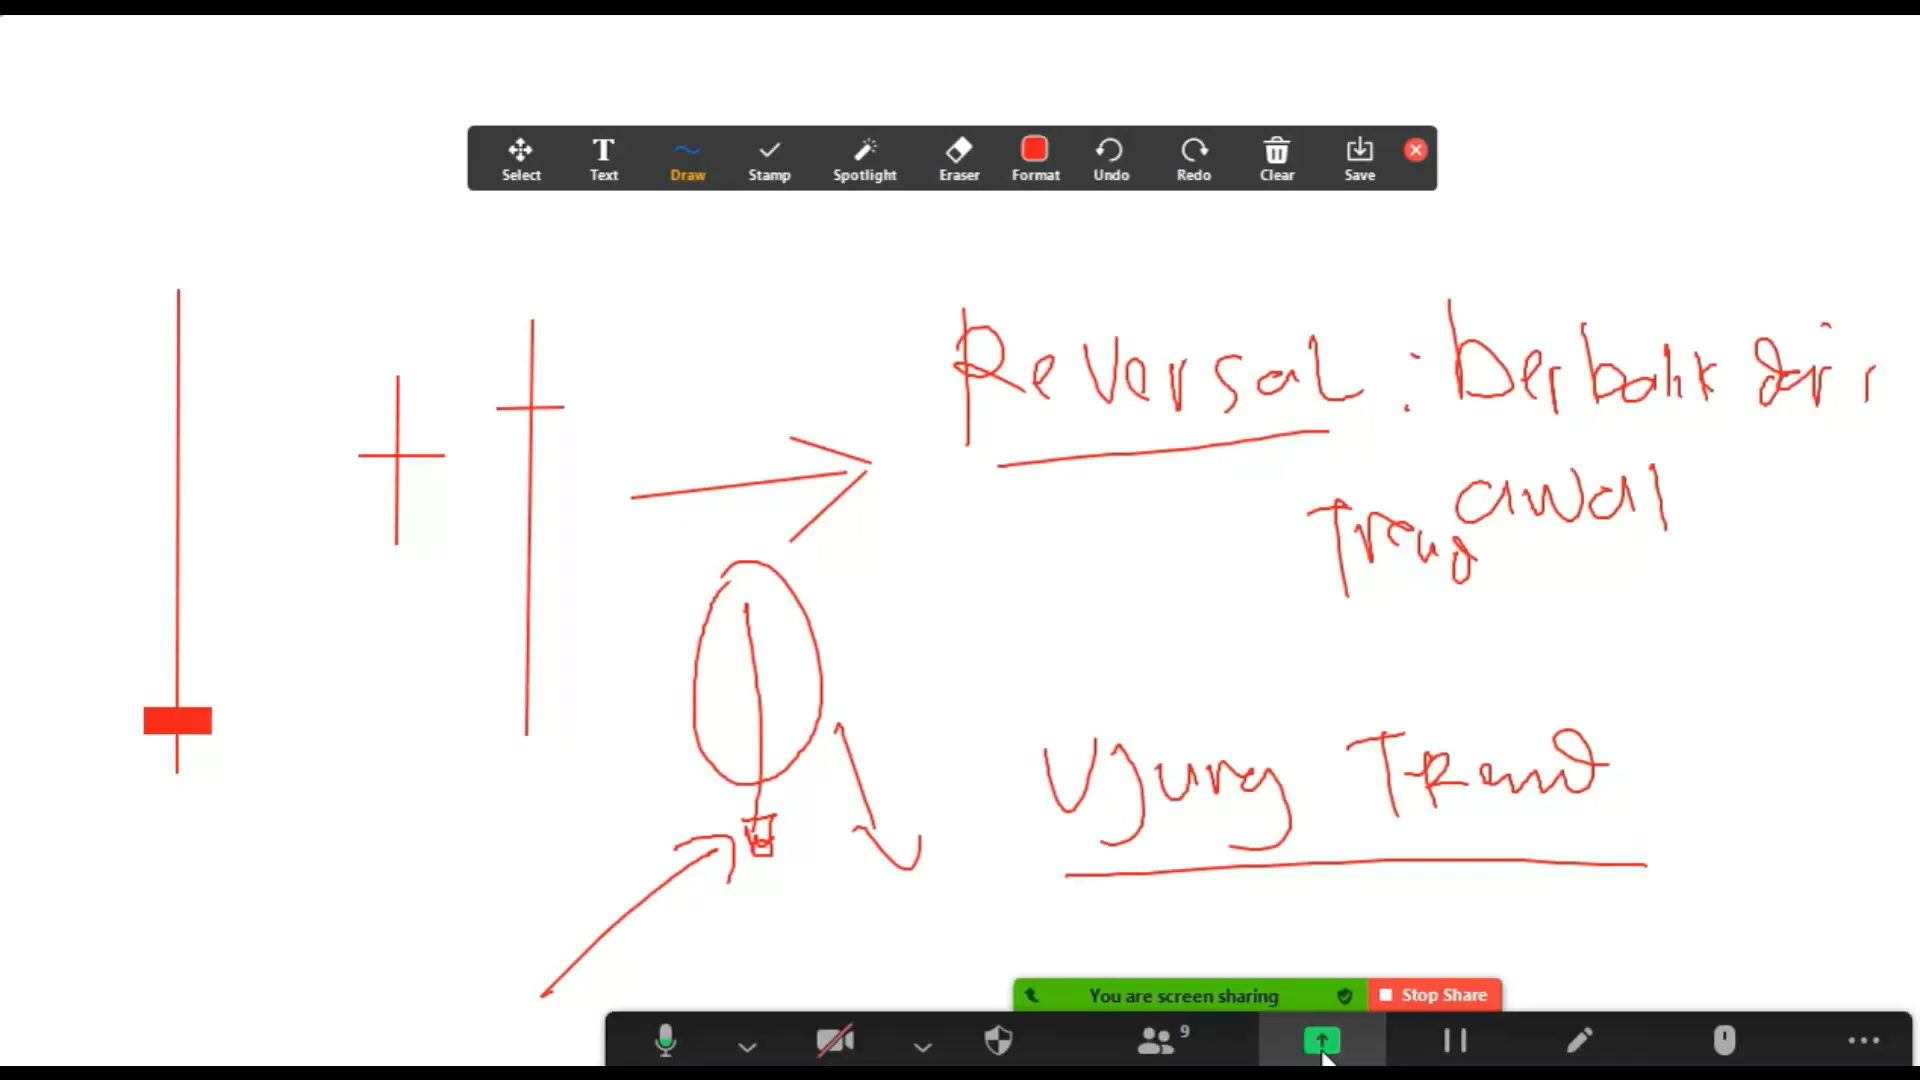 Select Text Draw Stamp Spotlight Eraser Format Undo Redo Clear Save
Reversal : berbalik dari
Trend awal
Ujung Trend
You are screen sharing Stop Share
9